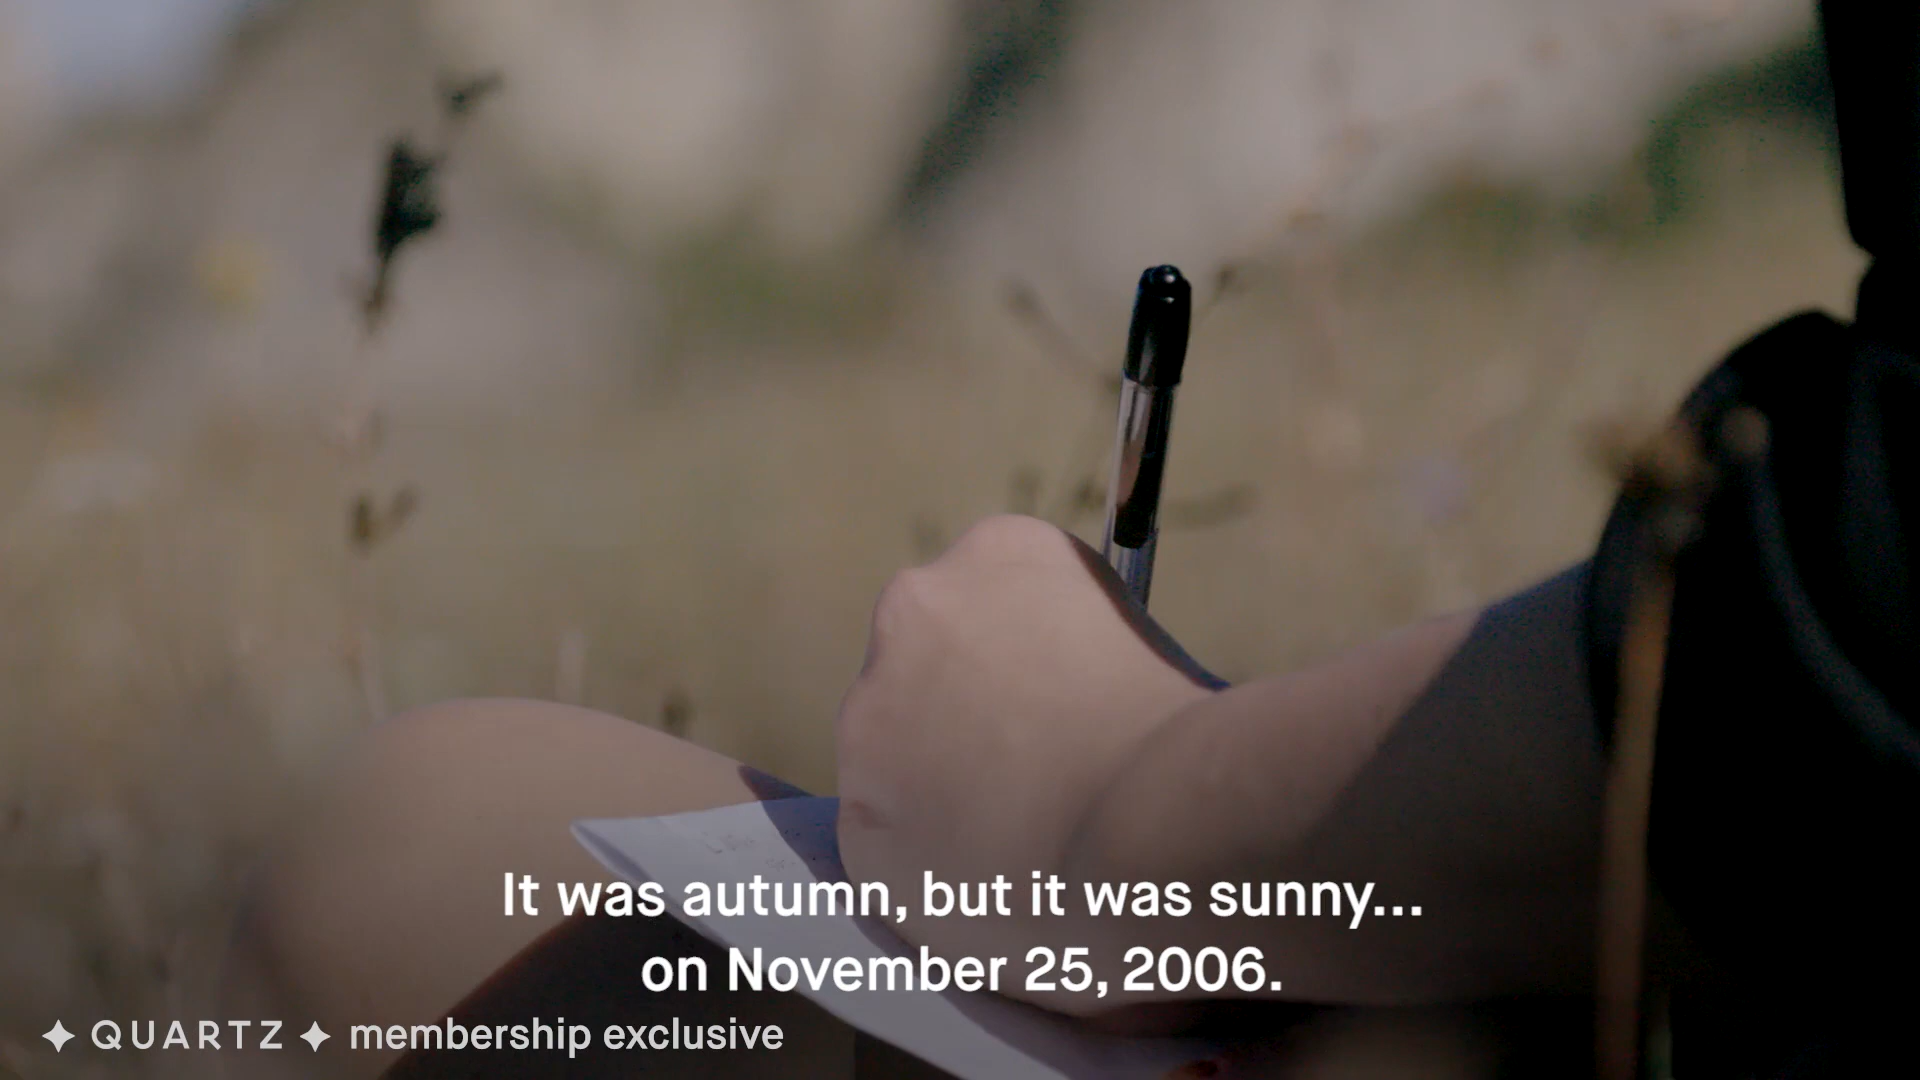 It was autumn, but it was sunny...
on November 25, 2006.
QUARTZ membership exclusive